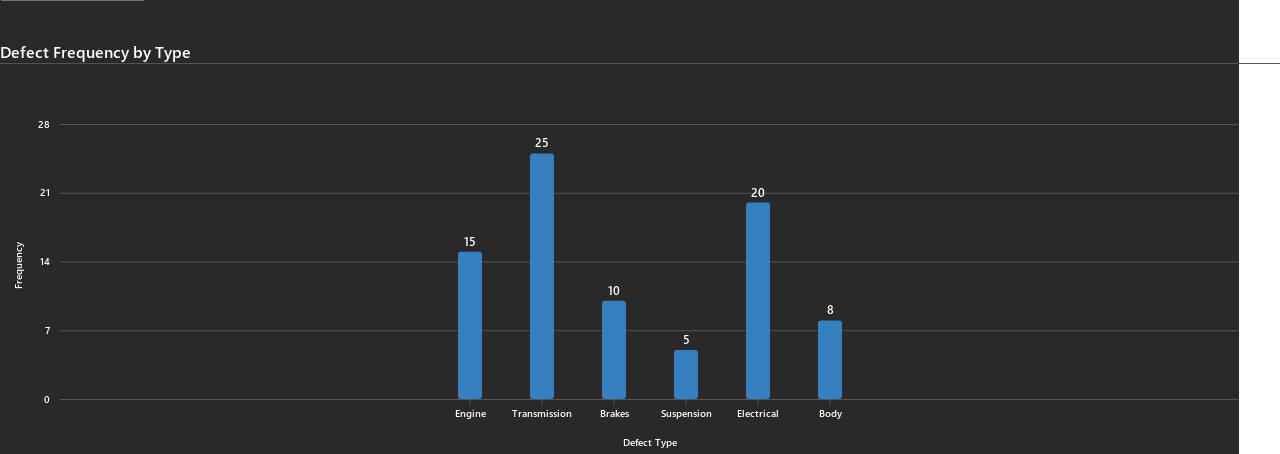 Defect Frequency by Type
28
21
14
7
0
Frequency
15
25
10
5
20
8
Engine Transmission Brakes Suspension Electrical Body
Defect Type